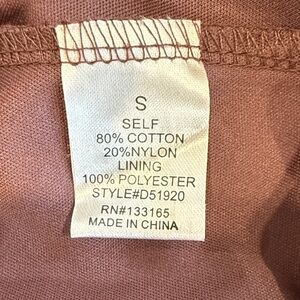 S
SELF
80% COTTON
20%NYLON
LINING
100% POLYESTER
STYLE#D51920
RN#133165
MADE IN CHINA